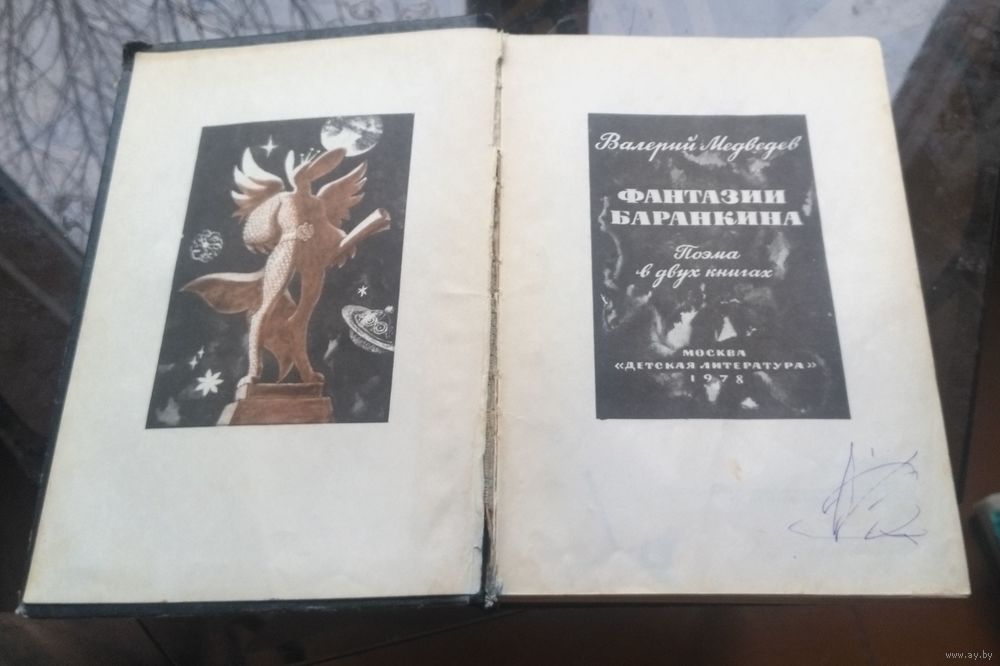 Валерий Медведев
ФАНТАЗИИ
БАРАНКИНА
Поэма
в двух книгах
МОСКВА
«ДЕТСКАЯ ЛИТЕРАТУРА»
1978
www.ay.by